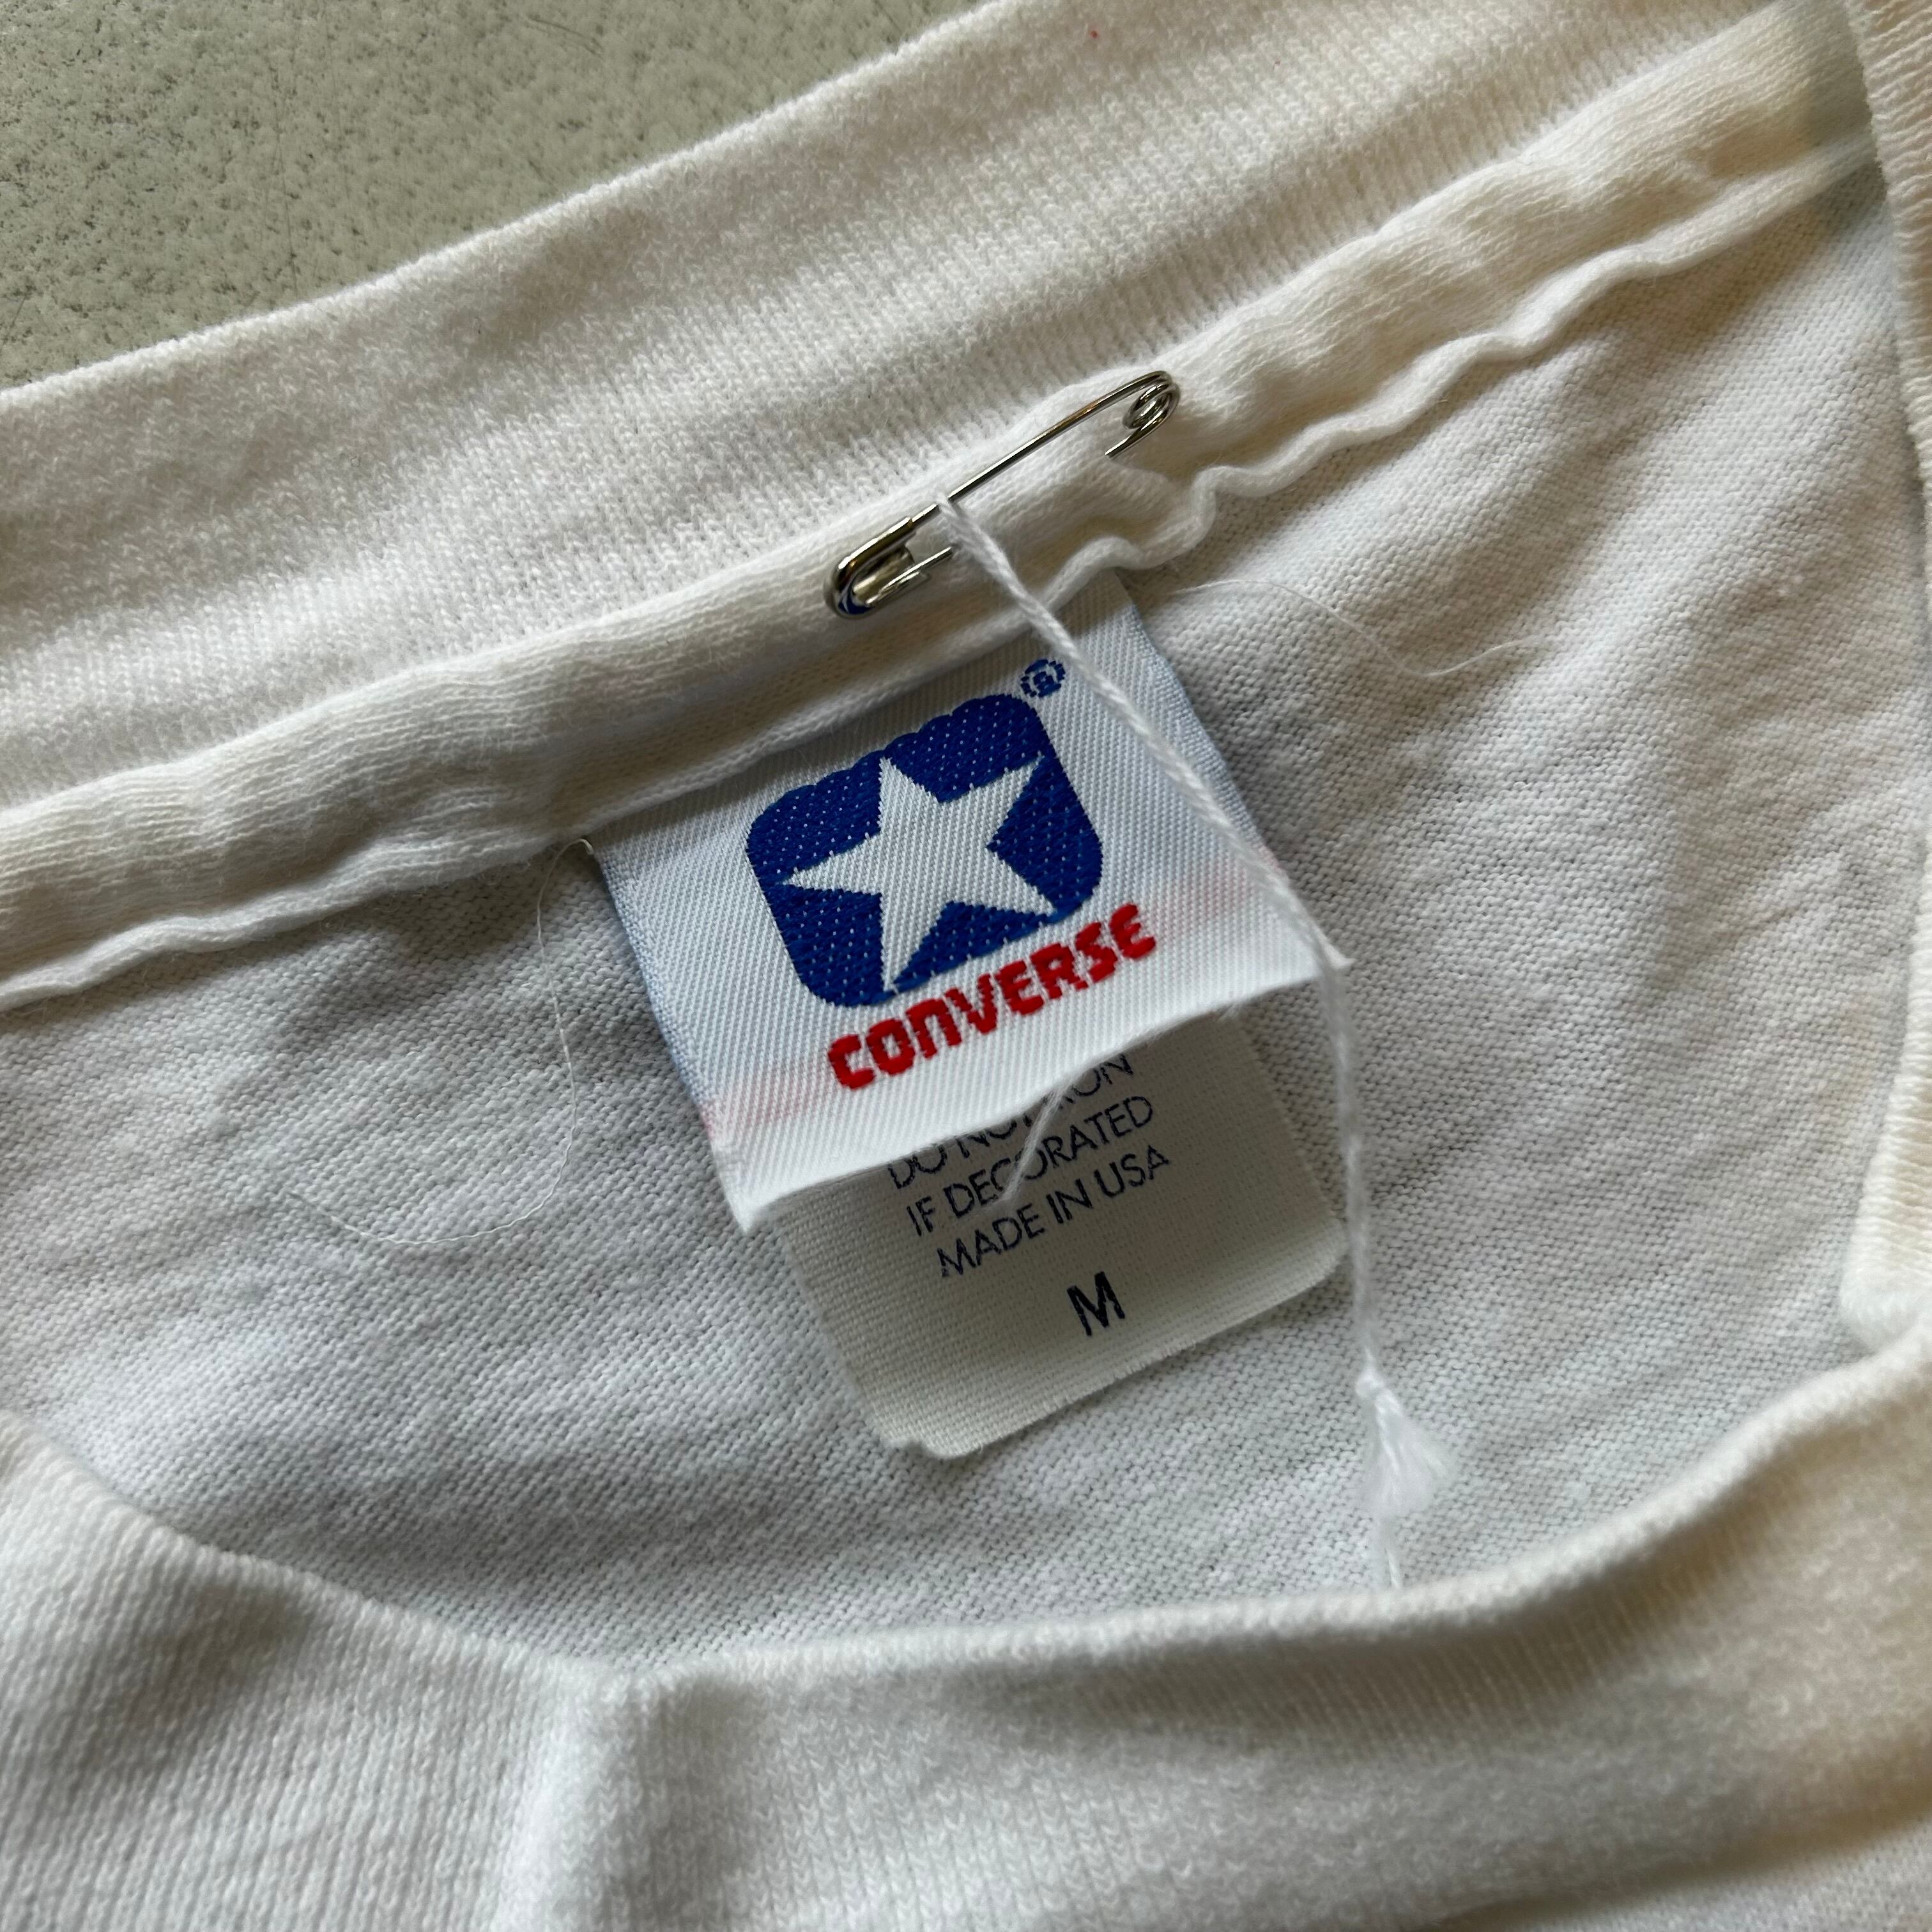 ®
CONVERSE
DO NOT IRON
IF DECORATED
MADE IN USA
M